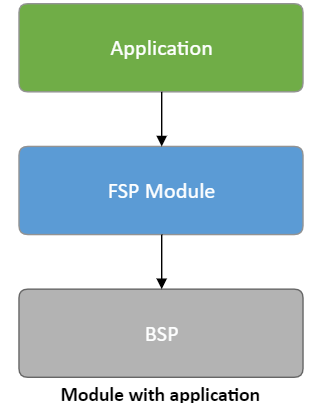 Application
FSP Module
BSP
Module with application